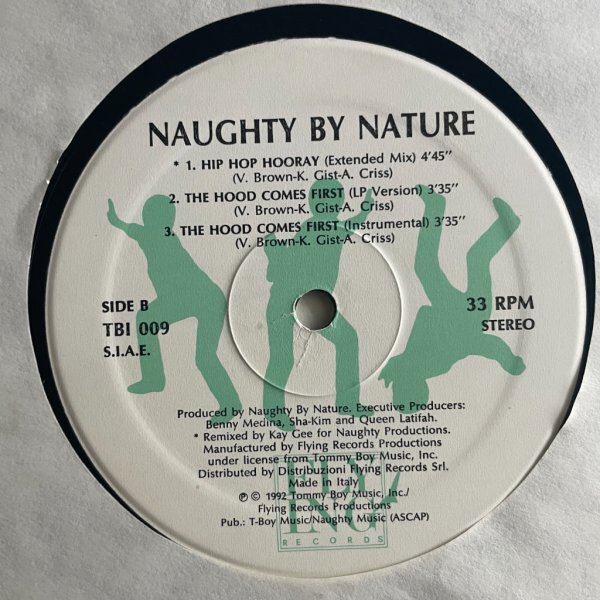 NAUGHTY BY NATURE
* 1. HIP HOP HOORAY (Extended Mix) 4'45"
(V. Brown-K. Gist-A. Criss)
2. THE HOOD COMES FIRST (LP Version) 3'35"
(V. Brown-K. Gist-A. Criss)
3. THE HOOD COMES FIRST (Instrumental) 3'35"
(V. Brown-K. Gist-A. Criss)
SIDE B
TBI 009
S.I.A.E.
33 RPM
STEREO
Produced by Naughty By Nature. Executive Producers:
Benny Medina, Sha-Kim and Queen Latifah.
* Remixed by Kay Gee for Naughty Productions.
Manufactured by Flying Records Productions
under license from Tommy Boy Music, Inc.
Distributed by Distribuzioni Flying Records Srl.
Made in Italy
℗ © 1992 Tommy Boy Music, Inc./
Flying Records Productions
Pub.: T-Boy Music/Naughty Music (ASCAP)
FLY
ING
RECORDS